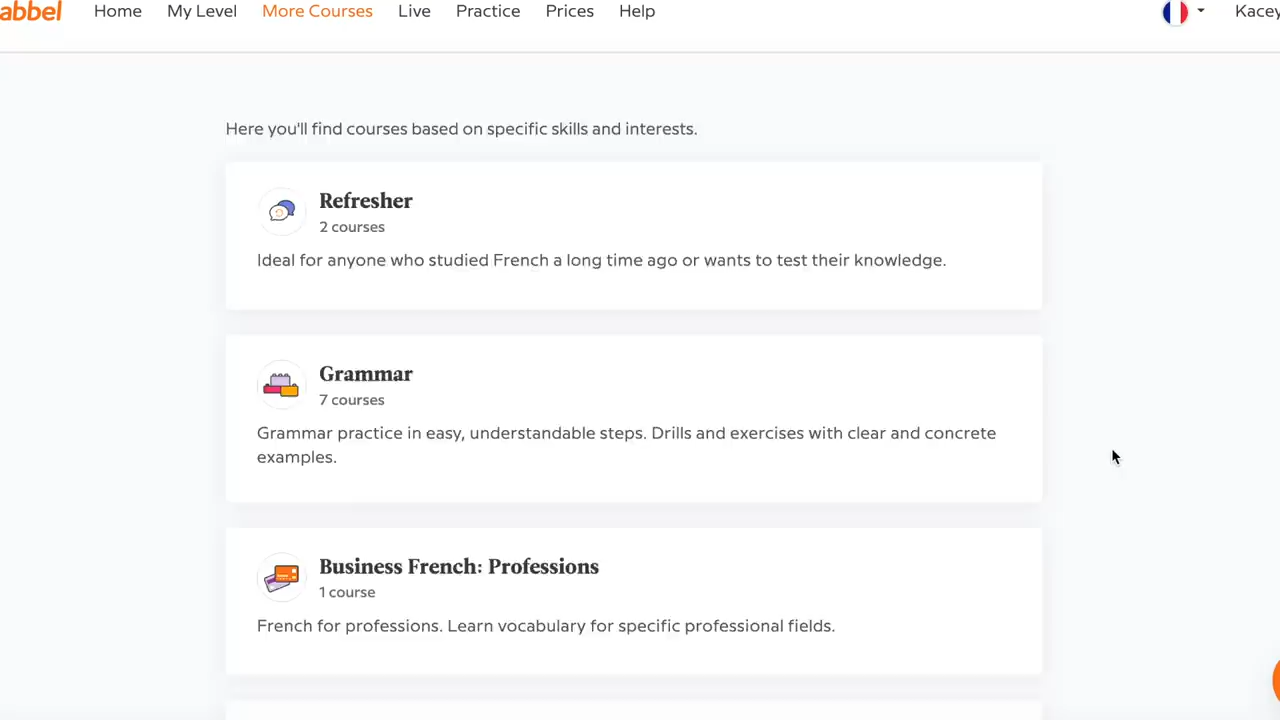 abbel Home My Level More Courses Live Practice Prices Help Kacey
Here you'll find courses based on specific skills and interests.
Refresher
2 courses
Ideal for anyone who studied French a long time ago or wants to test their knowledge.
Grammar
7 courses
Grammar practice in easy, understandable steps. Drills and exercises with clear and concrete
examples.
Business French: Professions
1 course
French for professions. Learn vocabulary for specific professional fields.